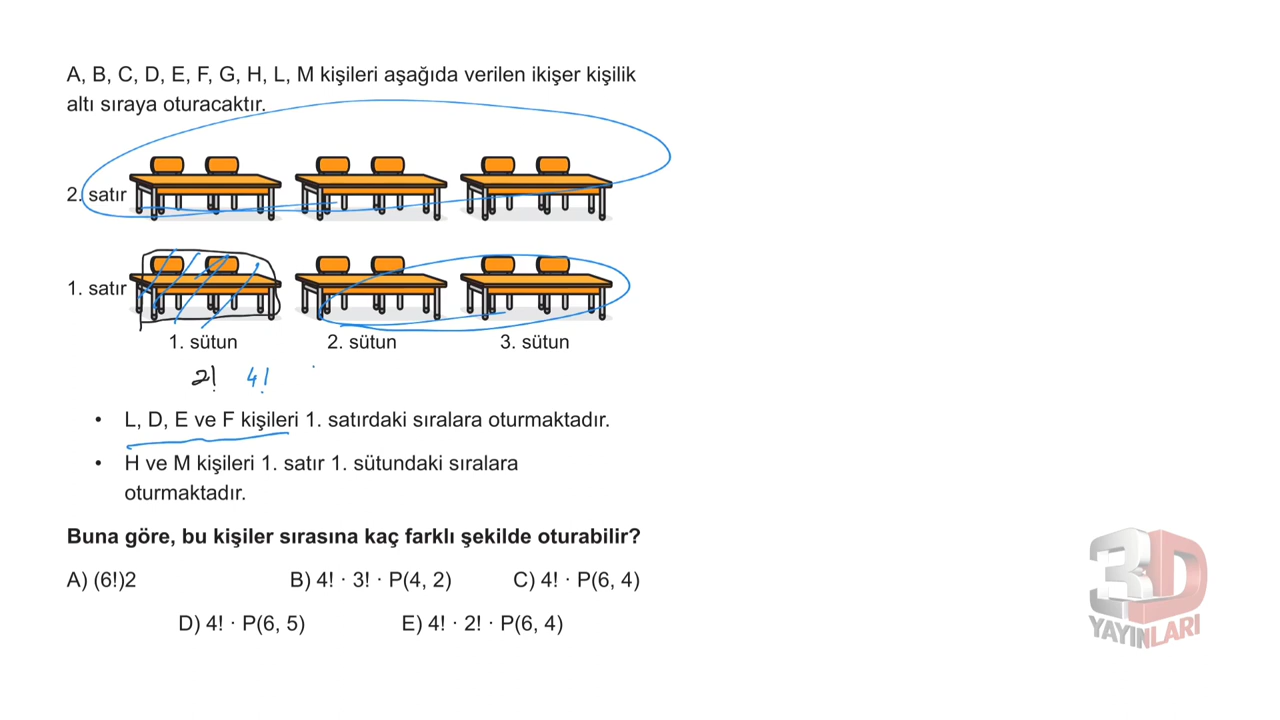 A, B, C, D, E, F, G, H, L, M kişileri aşağıda verilen ikişer kişilik
altı sıraya oturacaktır.
2. satır
1. satır
1. sütun 2. sütun 3. sütun
2! 4!
• L, D, E ve F kişileri 1. satırdaki sıralara oturmaktadır.
• H ve M kişileri 1. satır 1. sütundaki sıralara
oturmaktadır.
Buna göre, bu kişiler sırasına kaç farklı şekilde oturabilir?
A) (6!)2 B) 4! · 3! · P(4, 2) C) 4! · P(6, 4)
D) 4! · P(6, 5) E) 4! · 2! · P(6, 4)
3D
YAYINLARI